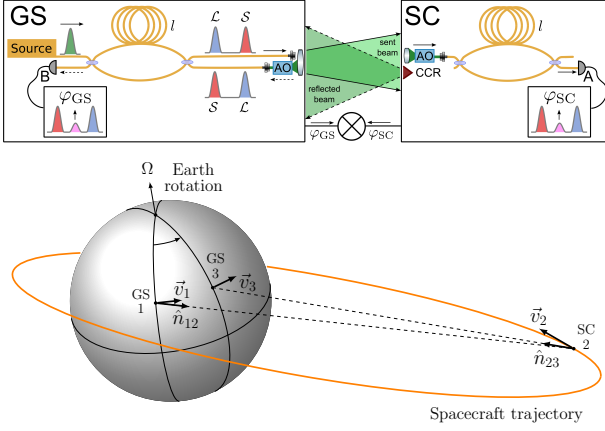 GS
SC
Source
l
𝓛 𝓢
sent
beam
AO
AO
CCR
l
B
reflected
beam
A
φGS
𝓢 𝓛
φSC
φGS
φSC
Ω
Earth
rotation
GS
3
v⃗3
GS
1
v⃗1
n̂12
v⃗2
SC
2
n̂23
Spacecraft trajectory